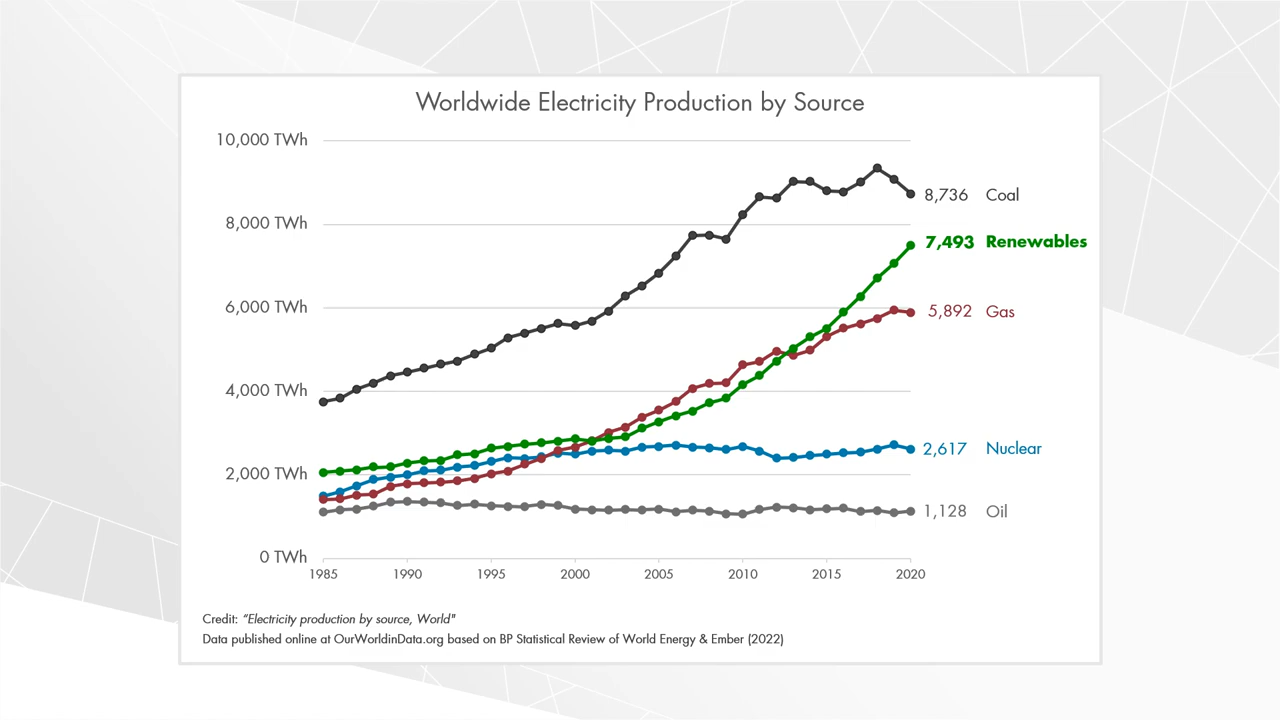 Worldwide Electricity Production by Source
10,000 TWh
8,000 TWh
6,000 TWh
4,000 TWh
2,000 TWh
0 TWh
8,736 Coal
7,493 Renewables
5,892 Gas
2,617 Nuclear
1,128 Oil
1985 1990 1995 2000 2005 2010 2015 2020
Credit: “Electricity production by source, World"
Data published online at OurWorldinData.org based on BP Statistical Review of World Energy & Ember (2022)